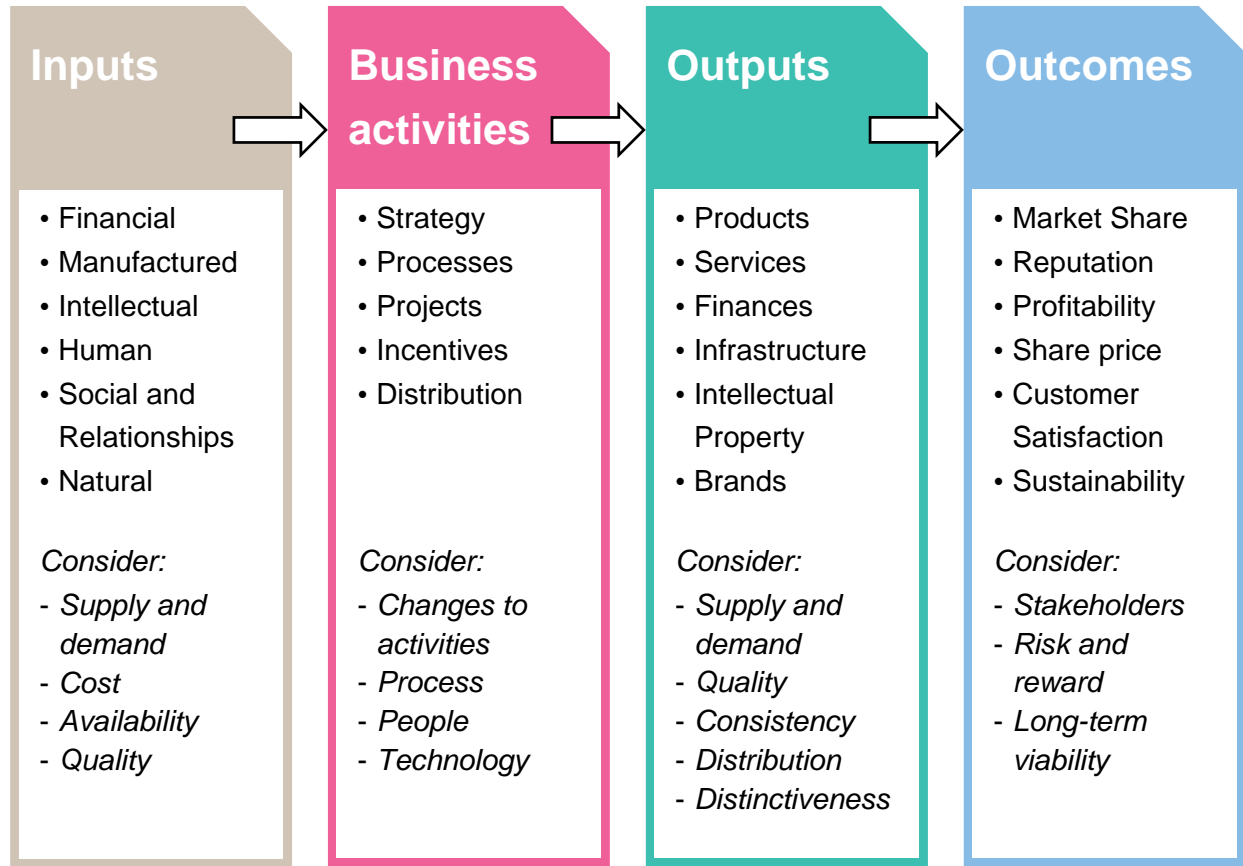 Inputs
• Financial
• Manufactured
• Intellectual
• Human
• Social and
Relationships
• Natural
Consider:
- Supply and
demand
- Cost
- Availability
- Quality
Business
activities
• Strategy
• Processes
• Projects
• Incentives
• Distribution
Consider:
- Changes to
activities
- Process
- People
- Technology
Outputs
• Products
• Services
• Finances
• Infrastructure
• Intellectual
Property
• Brands
Consider:
- Supply and
demand
- Quality
- Consistency
- Distribution
- Distinctiveness
Outcomes
• Market Share
• Reputation
• Profitability
• Share price
• Customer
Satisfaction
• Sustainability
Consider:
- Stakeholders
- Risk and
reward
- Long-term
viability